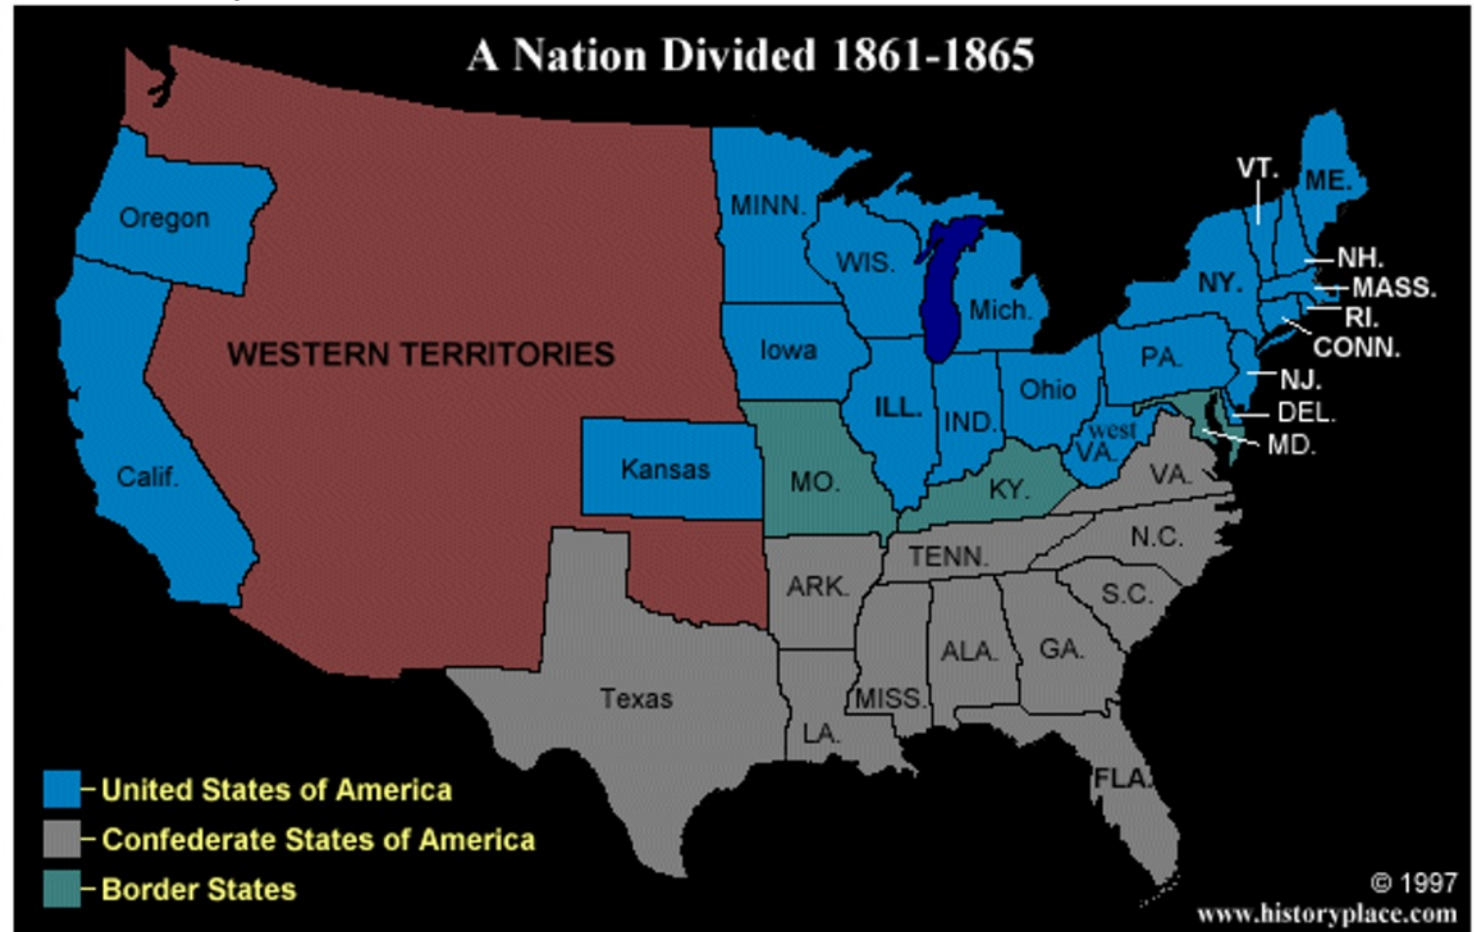 A Nation Divided 1861-1865
VT.
ME.
Oregon
MINN.
WIS.
Mich.
NY.
NH.
MASS.
RI.
CONN.
WESTERN TERRITORIES
Iowa
ILL.
IND.
Ohio
PA.
NJ.
DEL.
MD.
Calif.
Kansas
MO.
KY.
west
VA.
VA.
TENN.
N.C.
ARK.
S.C.
Texas
LA.
MISS.
ALA.
GA.
FLA.
United States of America
Confederate States of America
Border States
© 1997
www.historyplace.com